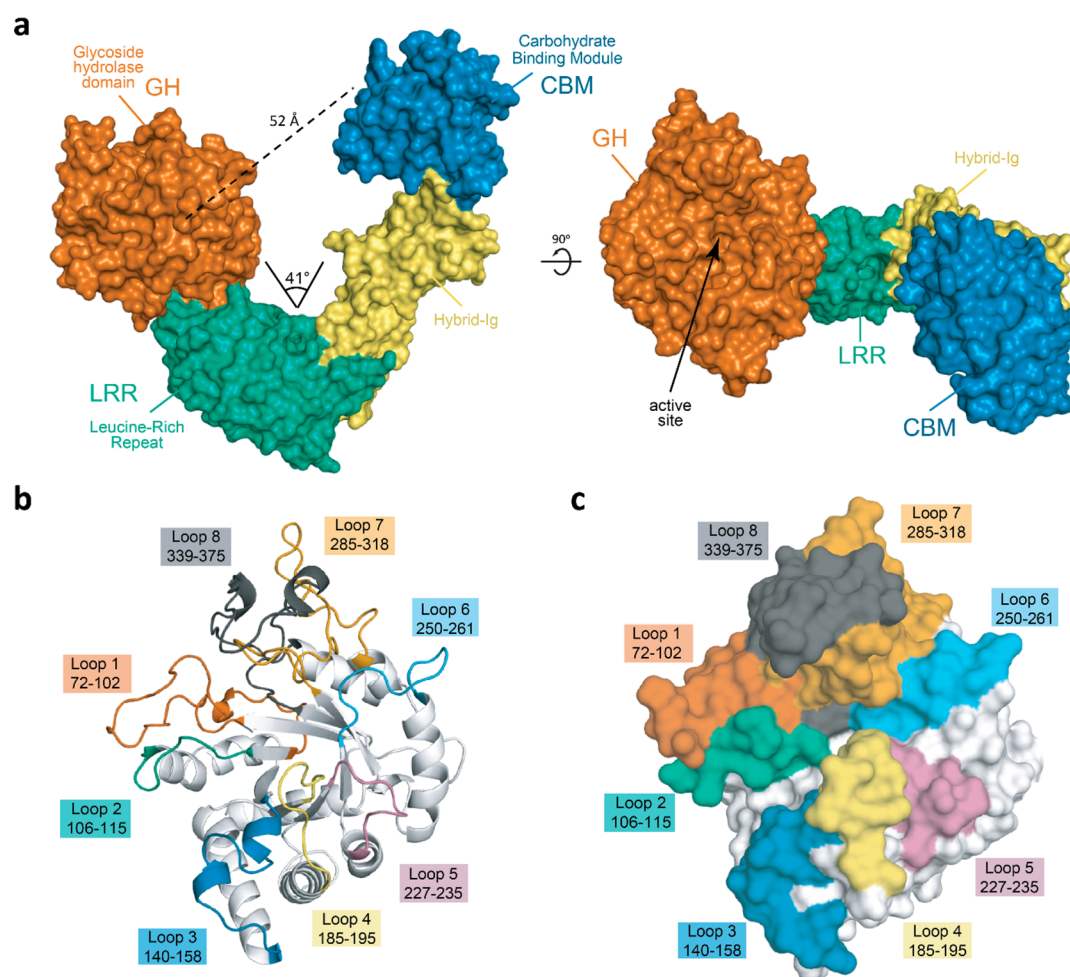 a
Glycoside
hydrolase
domain
GH
52 Å
Carbohydrate
Binding Module
CBM
41°
Hybrid-Ig
LRR
Leucine-Rich
Repeat
90°
GH
Hybrid-Ig
LRR
active
site
CBM
b
Loop 8
339-375
Loop 7
285-318
Loop 6
250-261
Loop 1
72-102
Loop 2
106-115
Loop 5
227-235
Loop 4
185-195
Loop 3
140-158
c
Loop 7
285-318
Loop 8
339-375
Loop 6
250-261
Loop 1
72-102
Loop 2
106-115
Loop 5
227-235
Loop 3
140-158
Loop 4
185-195